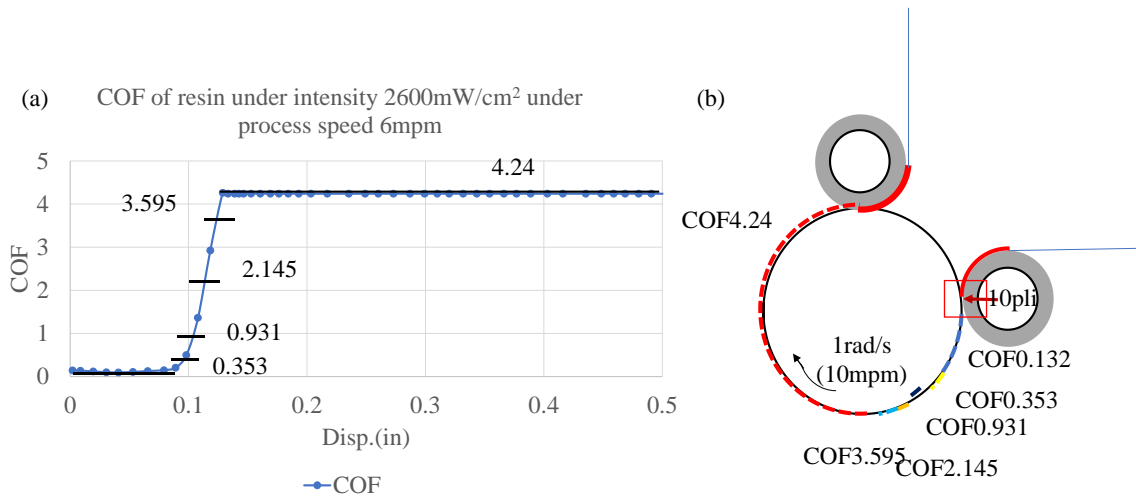 (a)
COF of resin under intensity 2600mW/cm² under
process speed 6mpm
5
4
3
2
1
0
COF
4.24
3.595
2.145
0.931
0.353
0
0.1
0.2
0.3
0.4
0.5
Disp.(in)
COF
(b)
COF4.24
10pli
1rad/s
(10mpm)
COF0.132
COF0.353
COF0.931
COF2.145
COF3.595